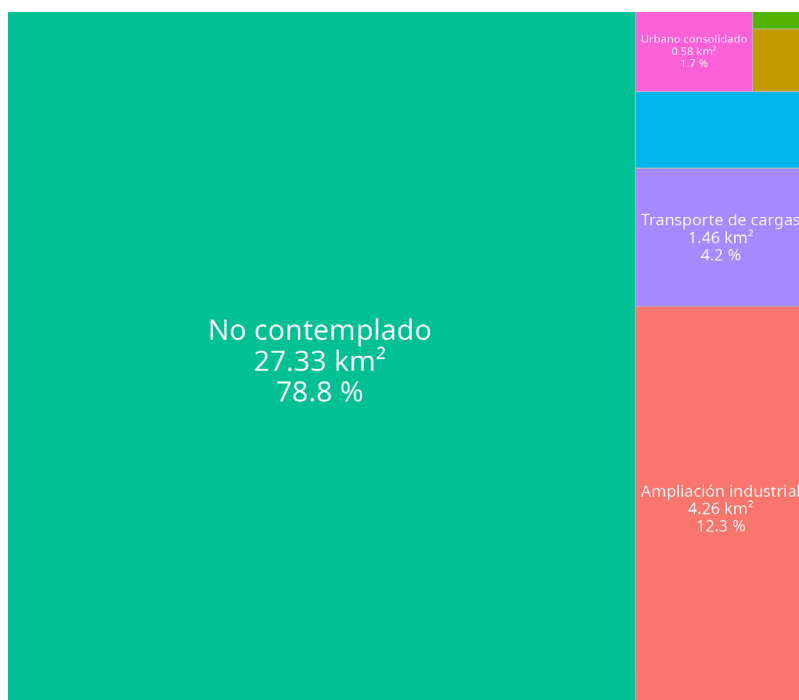 Urbano consolidado
0.58 km²
1.7 %
Transporte de cargas
1.46 km²
4.2 %
No contemplado
27.33 km²
78.8 %
Ampliación industrial
4.26 km²
12.3 %